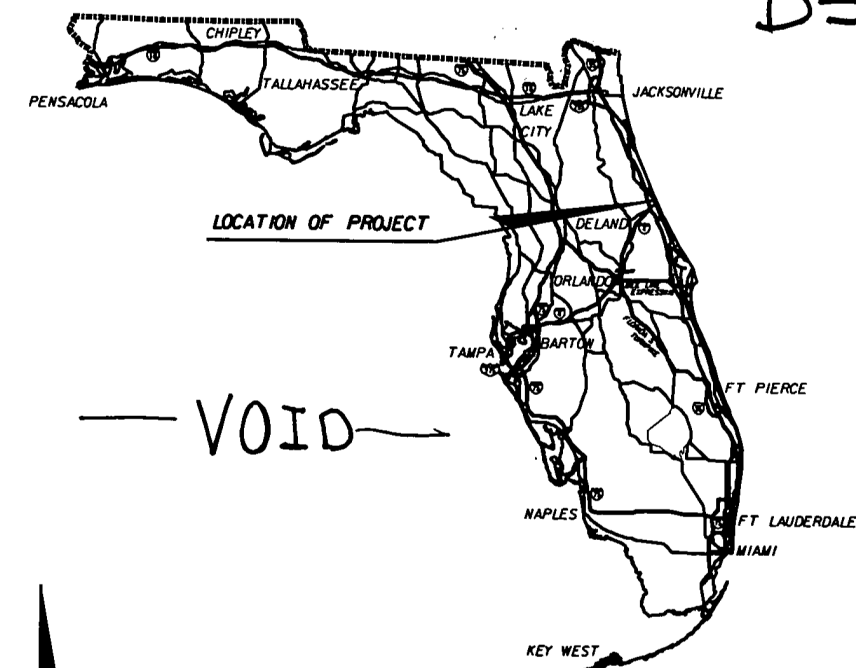 CHIPLEY
TALLAHASSEE
PENSACOLA
JACKSONVILLE
LAKE
CITY
LOCATION OF PROJECT
DELAND
ORLANDO
TAMPA
BARTOW
FT PIERCE
VOID
NAPLES
FT LAUDERDALE
MIAMI
KEY WEST